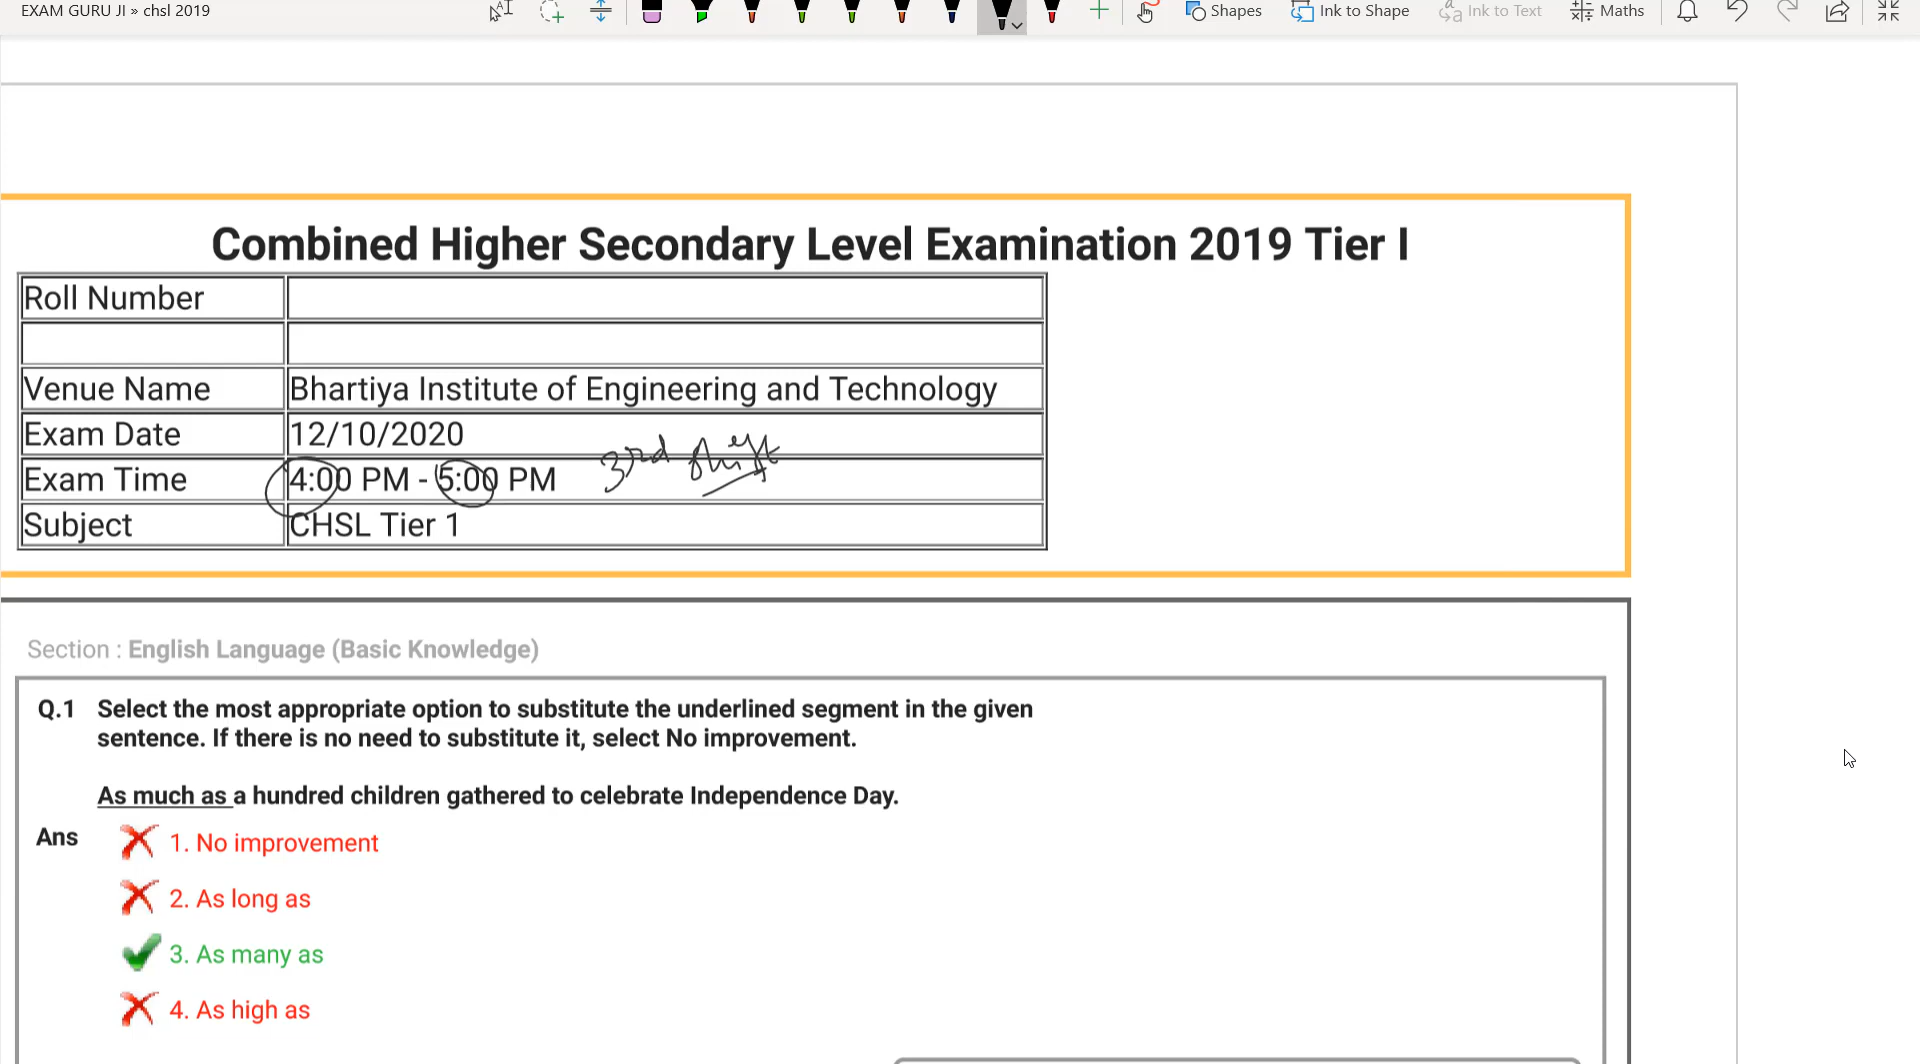 EXAM GURU JI » chsl 2019
Shapes Ink to Shape Ink to Text Maths
Combined Higher Secondary Level Examination 2019 Tier I
Roll Number
Venue Name Bhartiya Institute of Engineering and Technology
Exam Date 12/10/2020
Exam Time 4:00 PM - 5:00 PM 3rd shift
Subject CHSL Tier 1
Section : English Language (Basic Knowledge)
Q.1 Select the most appropriate option to substitute the underlined segment in the given
sentence. If there is no need to substitute it, select No improvement.
As much as a hundred children gathered to celebrate Independence Day.
Ans 1. No improvement
2. As long as
3. As many as
4. As high as